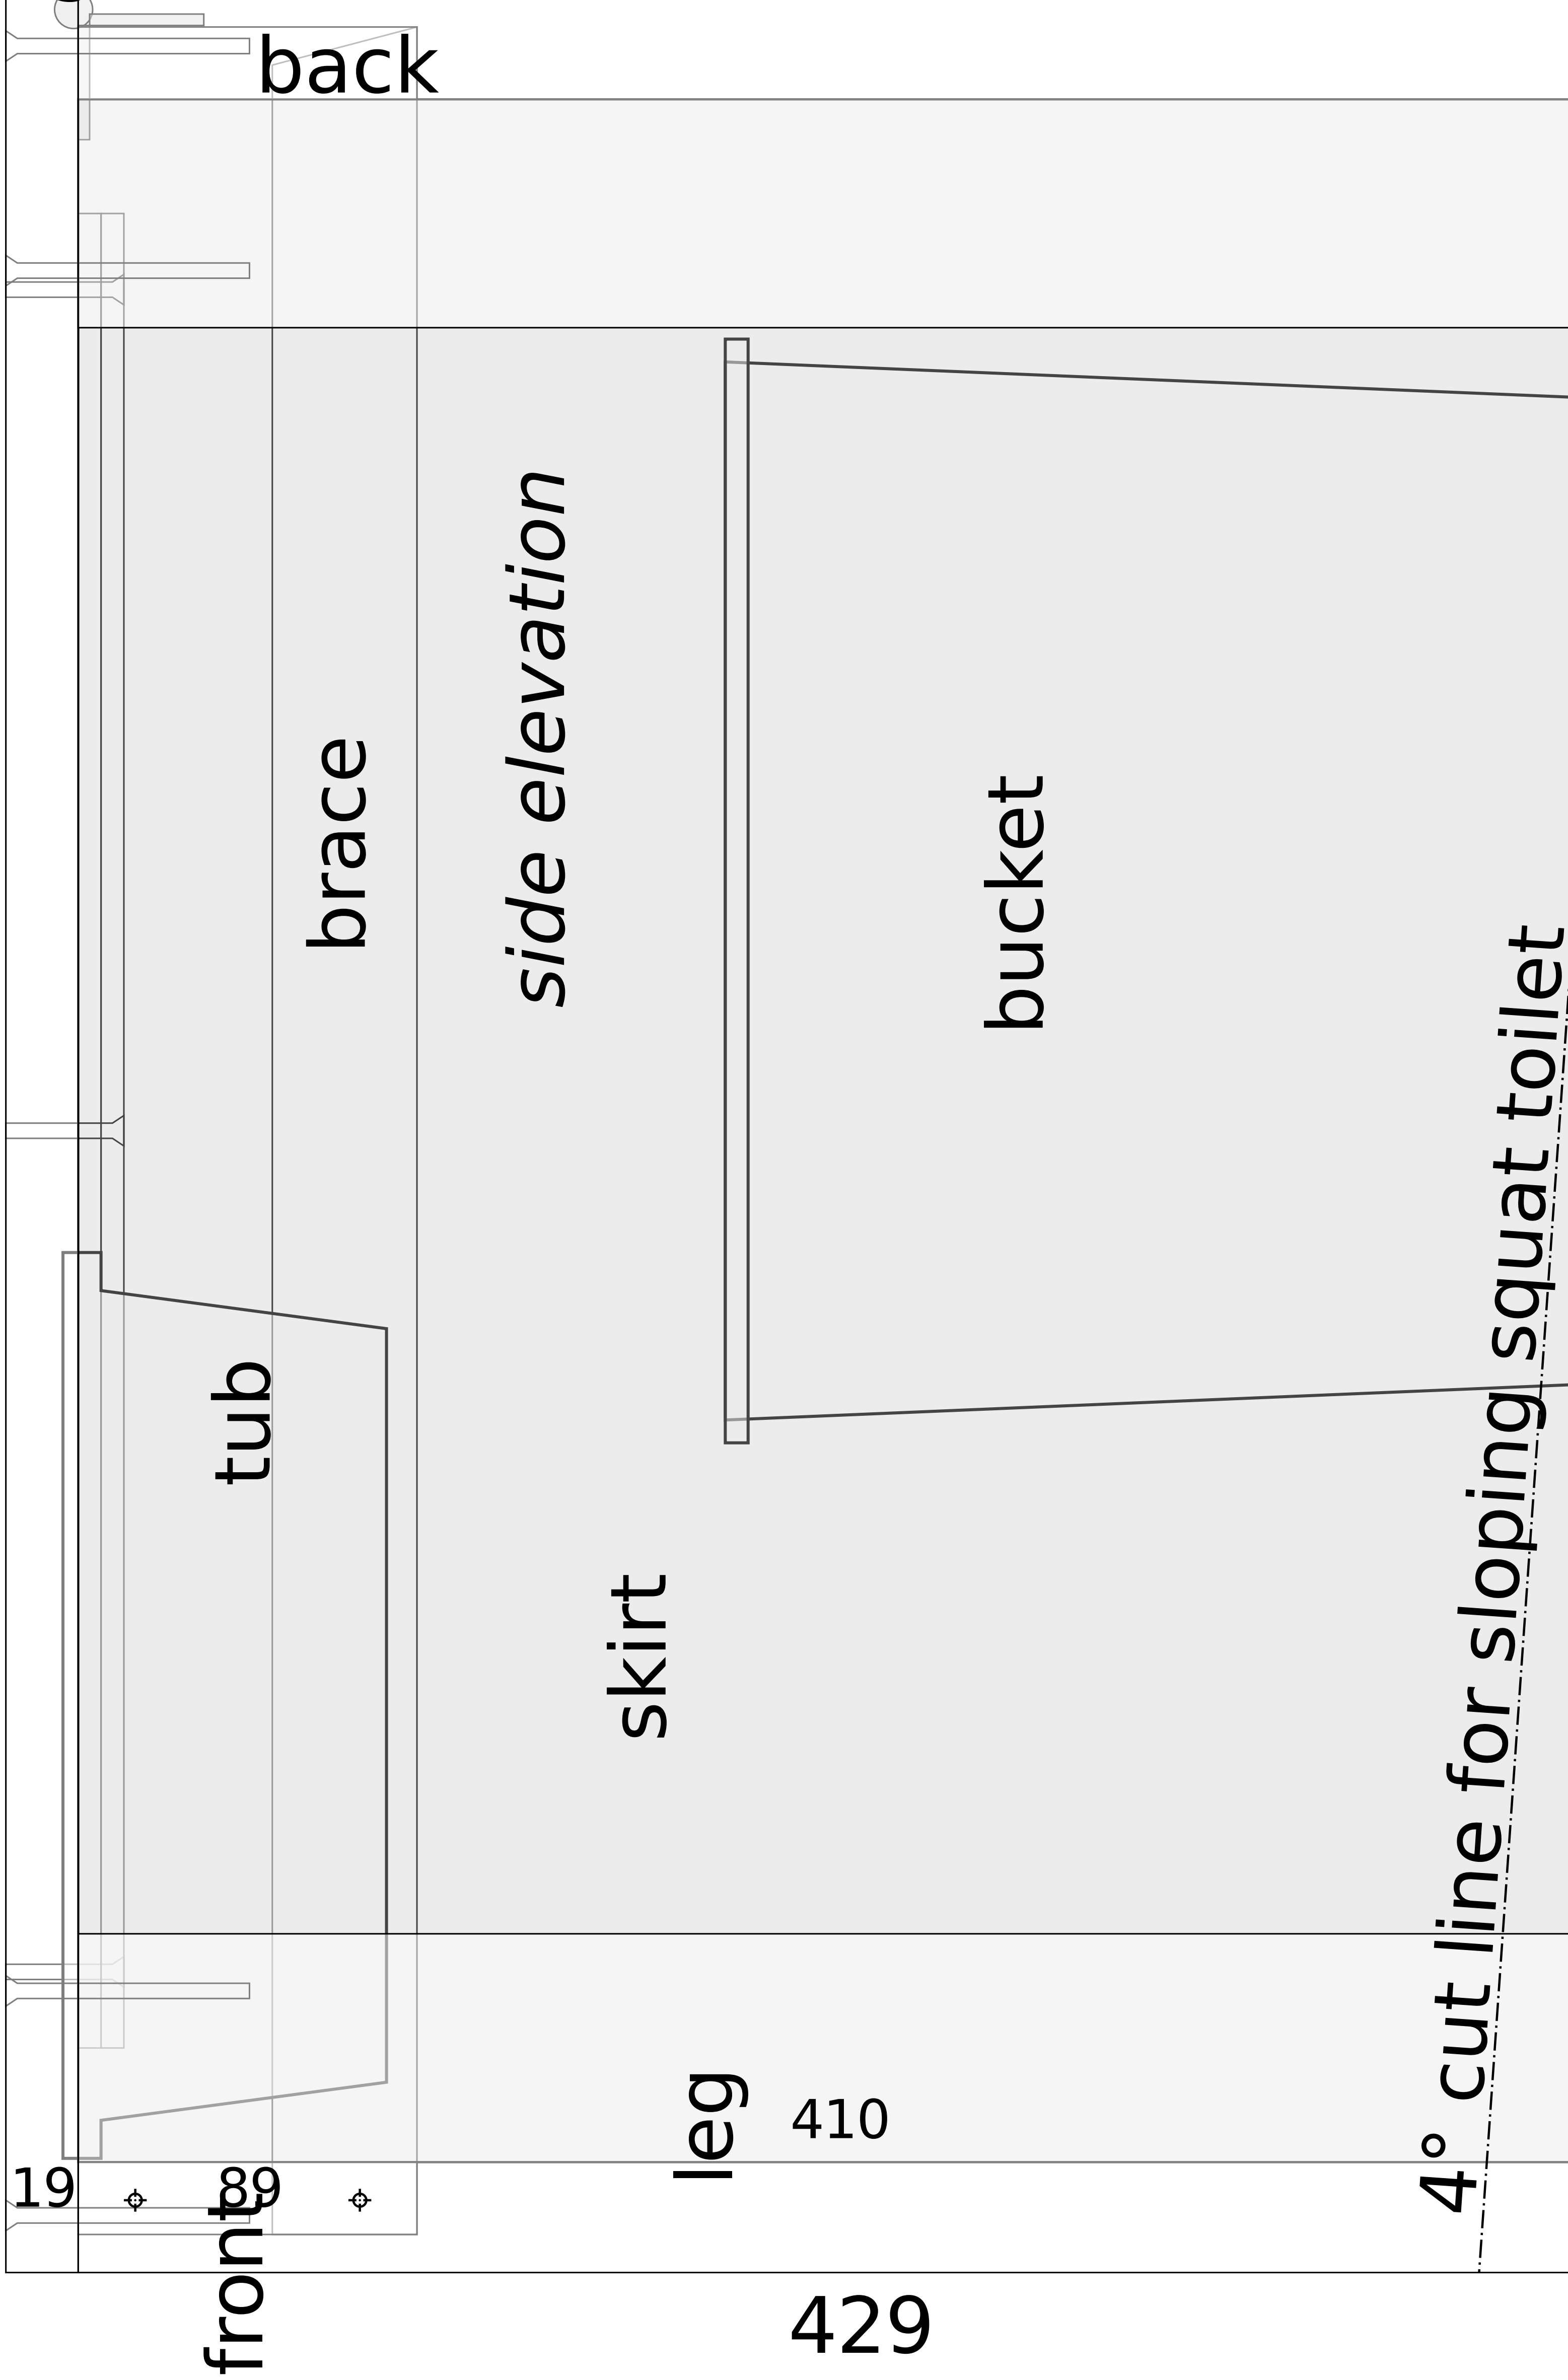 back
side elevation
brace
bucket
4° cut line for sloping squat toilet
tub
skirt
leg
410
19
89
front
429